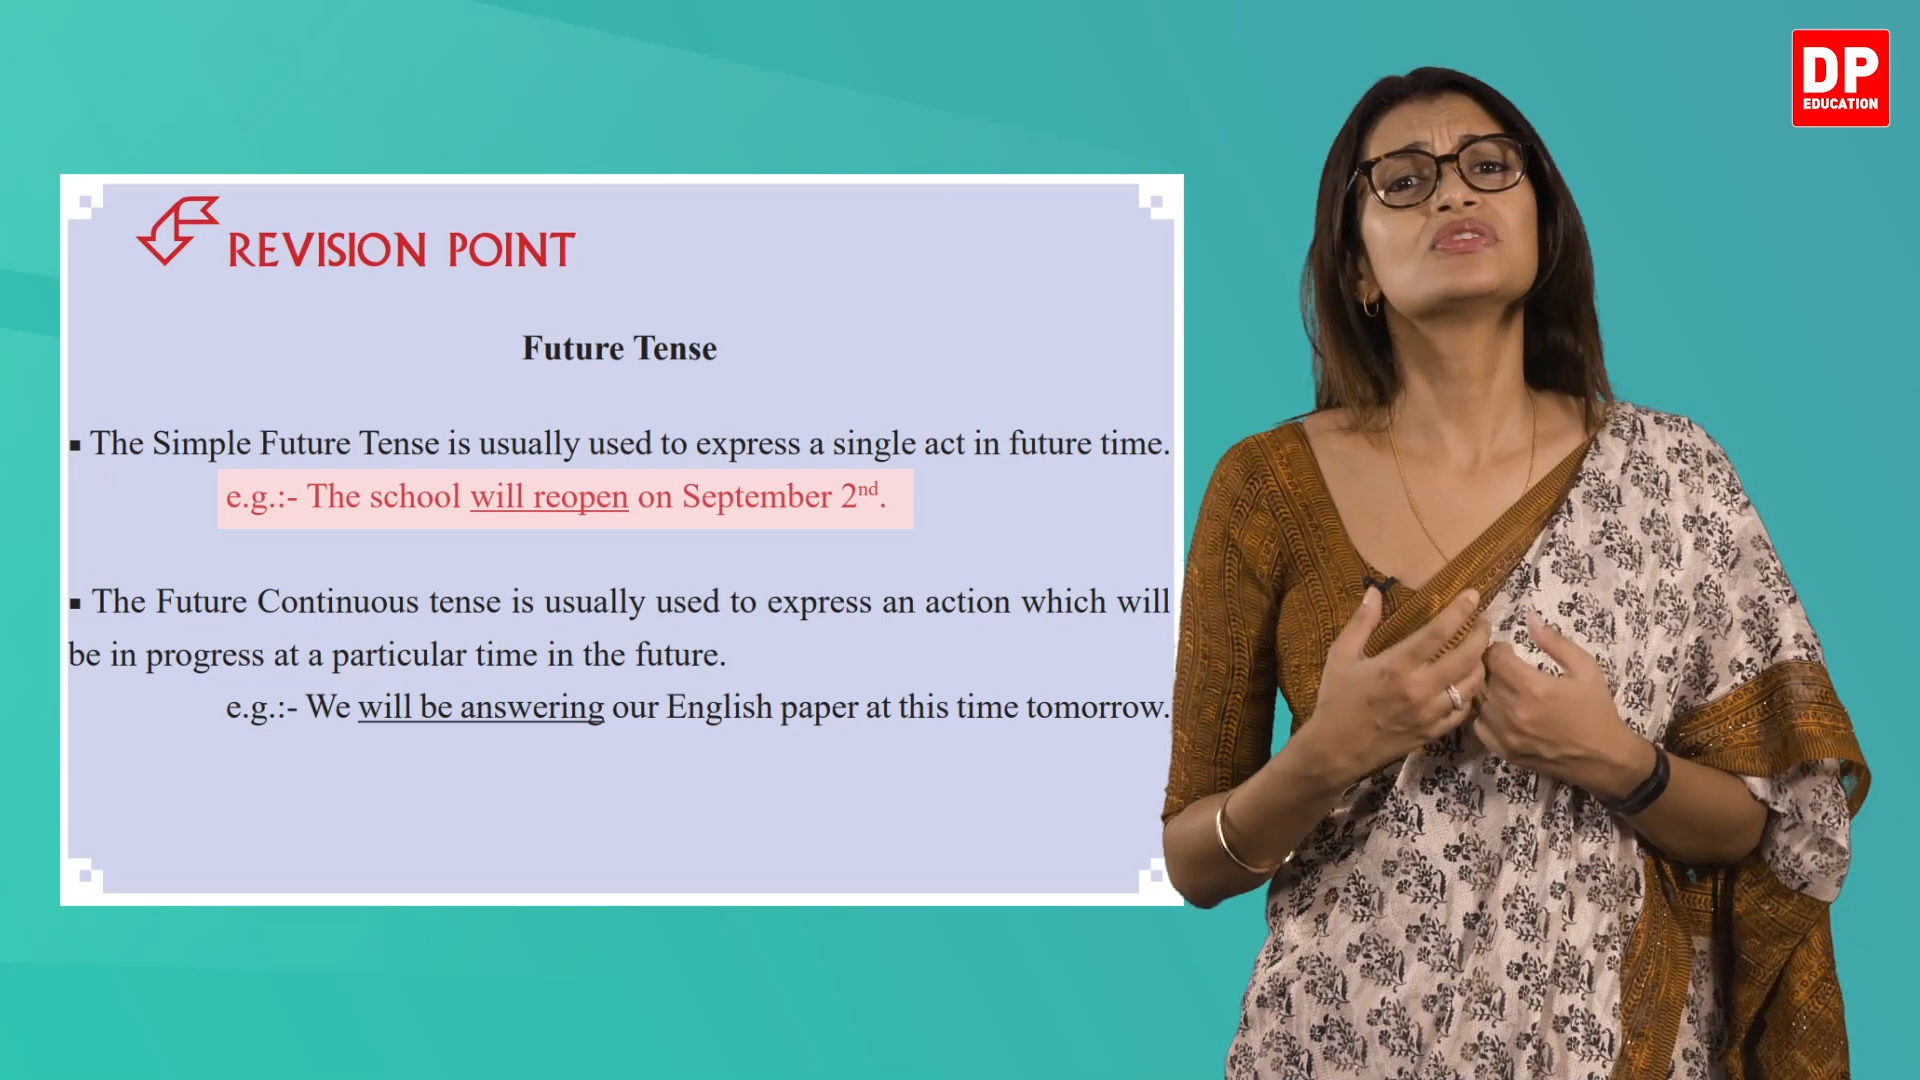 DP
EDUCATION
REVISION POINT
Future Tense
▪ The Simple Future Tense is usually used to express a single act in future time.
e.g.:- The school will reopen on September 2nd.
▪ The Future Continuous tense is usually used to express an action which will
be in progress at a particular time in the future.
e.g.:- We will be answering our English paper at this time tomorrow.